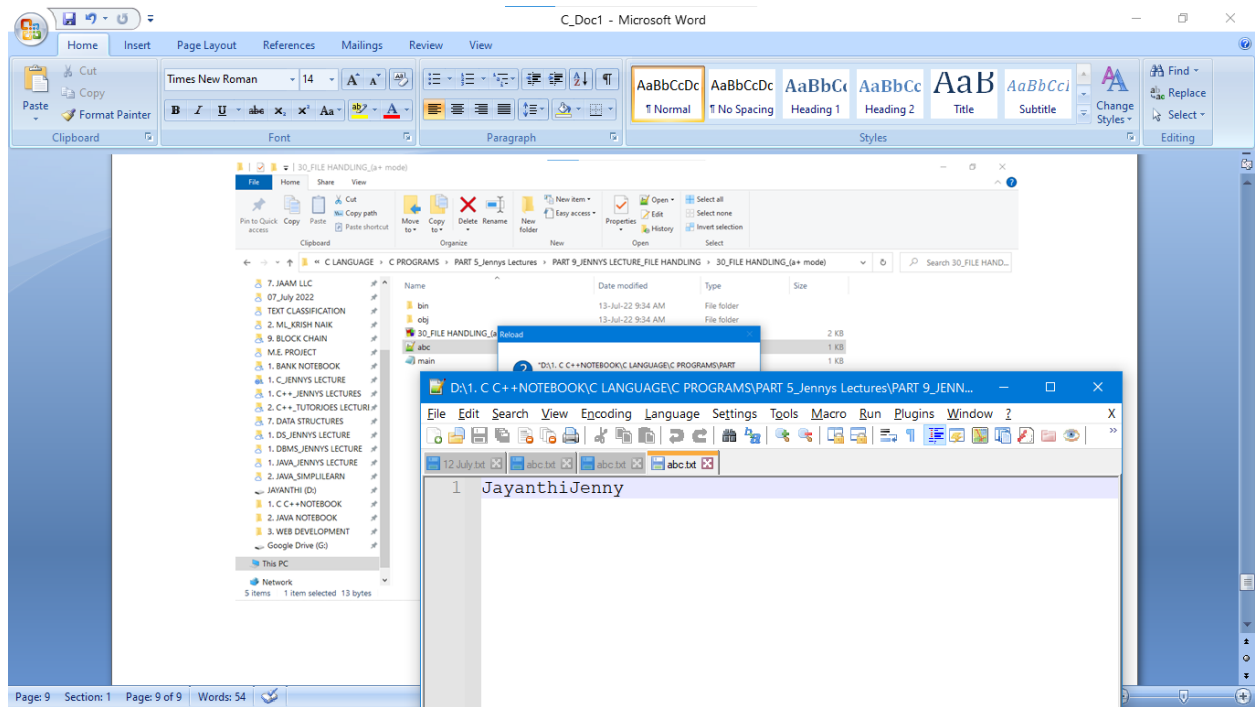 C_Doc1 - Microsoft Word
Home Insert Page Layout References Mailings Review View
Paste
Cut
Copy
Format Painter
Clipboard
Times New Roman 14
B I U abc x₂ x² Aa A
Font
Paragraph
AaBbCcDc AaBbCcDc AaBbCc AaBbCc AaB AaBbCcl
¶ Normal ¶ No Spacing Heading 1 Heading 2 Title Subtitle
Change Styles
Styles
Find
Replace
Select
Editing
30_FILE HANDLING_(a+ mode)
File Home Share View
Pin to Quick access
Copy
Paste
Cut
Copy path
Paste shortcut
Clipboard
Move to
Copy to
Delete Rename
Organize
New folder
New item
Easy access
New
Properties
Open
Edit
History
Open
Select all
Select none
Invert selection
Select
« C LANGUAGE › C PROGRAMS › PART 5_Jennys Lectures › PART 9_JENNYS LECTURE_FILE HANDLING › 30_FILE HANDLING_(a+ mode)
Search 30_FILE HAND...
7. JAAM LLC
07_July 2022
TEXT CLASSIFICATION
2. ML_KRISH NAIK
9. BLOCK CHAIN
M.E. PROJECT
1. BANK NOTEBOOK
1. C_JENNYS LECTURE
1. C++_JENNYS LECTURES
2. C++_TUTORJOES LECTURI
7. DATA STRUCTURES
1. DS_JENNYS LECTURE
1. DBMS_JENNYS LECTURE
1. JAVA_JENNYS LECTURE
2. JAVA_SIMPLILEARN
JAYANTHI (D:)
1. C C++NOTEBOOK
2. JAVA NOTEBOOK
3. WEB DEVELOPMENT
Google Drive (G:)
This PC
Network
5 items 1 item selected 13 bytes
Name Date modified Type Size
bin 13-Jul-22 9:34 AM File folder
obj 13-Jul-22 9:34 AM File folder
30_FILE HANDLING_(a 2 KB
abc 1 KB
main 1 KB
Reload
"D:\1. C C++NOTEBOOK\C LANGUAGE\C PROGRAMS\PART
D:\1. C C++NOTEBOOK\C LANGUAGE\C PROGRAMS\PART 5_Jennys Lectures\PART 9_JENN...
File Edit Search View Encoding Language Settings Tools Macro Run Plugins Window ? X
12 July.txt abc.txt abc.txt abc.txt
1 JayanthiJenny
Page: 9 Section: 1 Page: 9 of 9 Words: 54